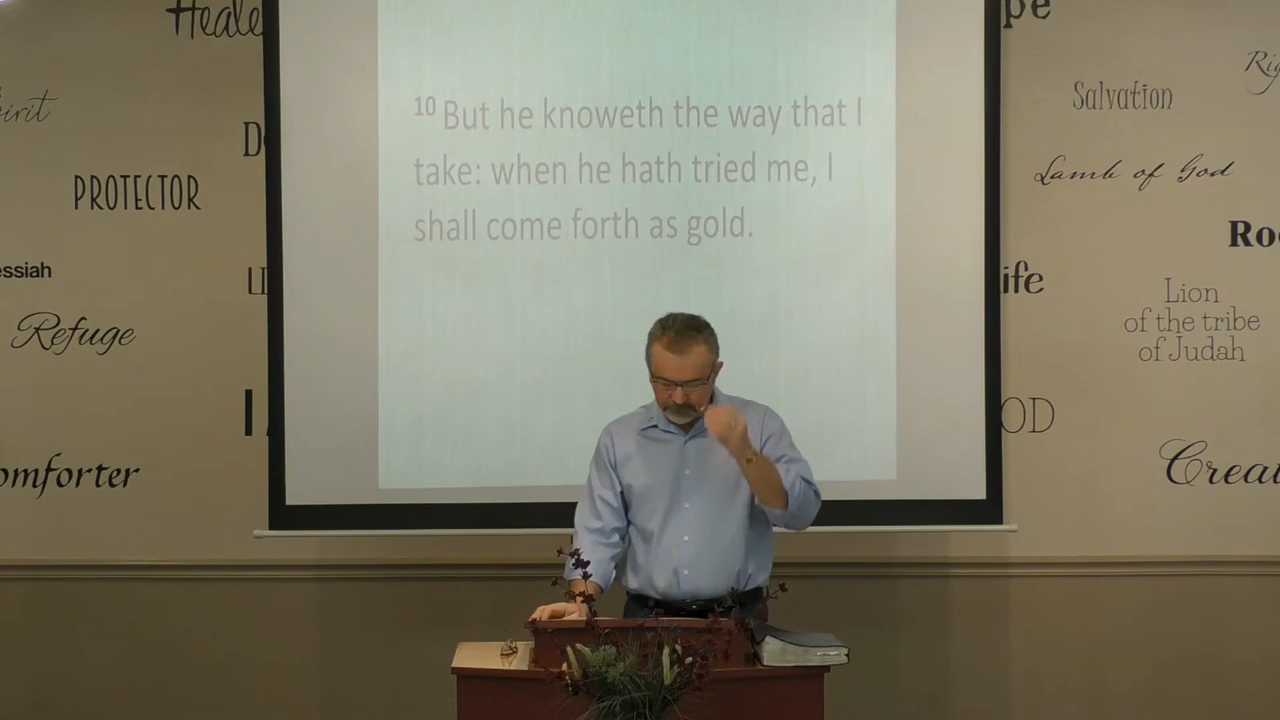 Heale
pe
irit
Salvation
Rig
10 But he knoweth the way that I
take: when he hath tried me, I
shall come forth as gold.
D
PROTECTOR
Lamb of God
Ro
essiah
LI
ife
Lion
of the tribe
of Judah
Refuge
I
OD
omforter
Creat